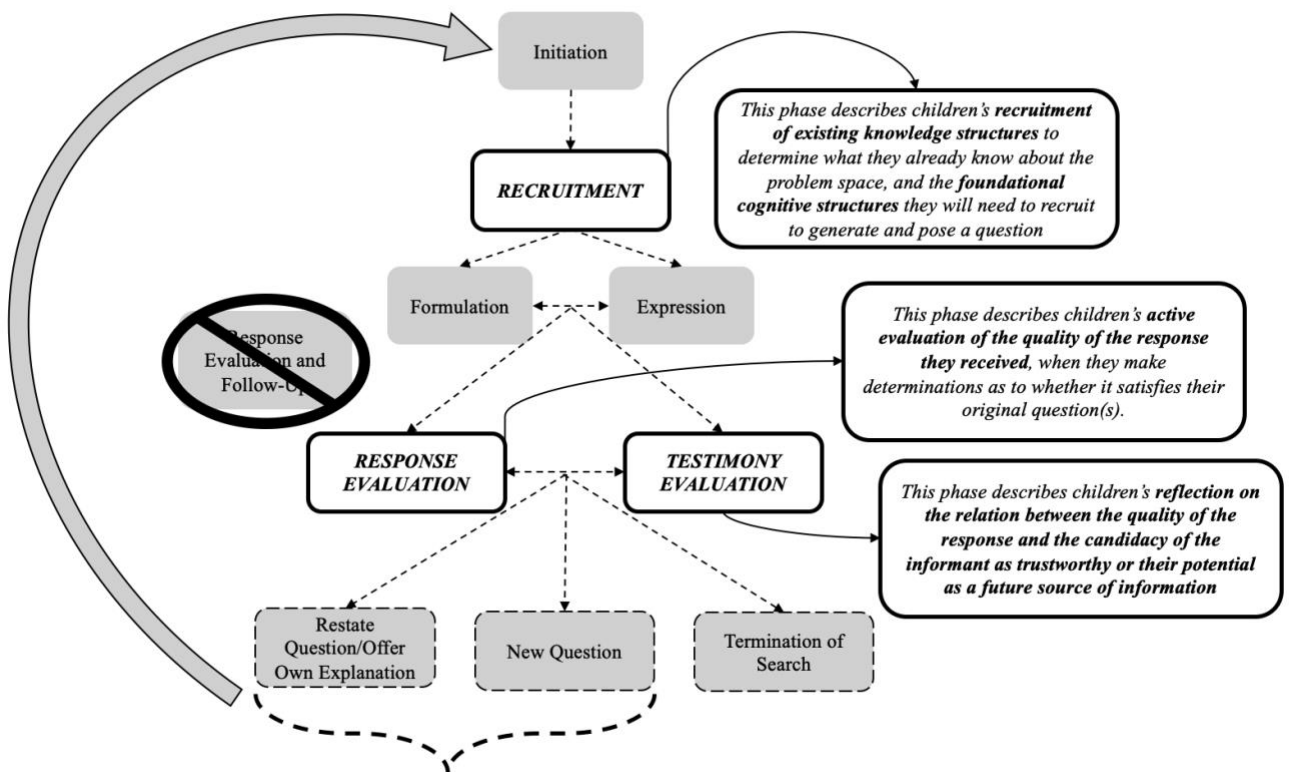 Initiation
This phase describes children's recruitment
of existing knowledge structures to
determine what they already know about the
problem space, and the foundational
cognitive structures they will need to recruit
to generate and pose a question
RECRUITMENT
Formulation
Expression
Response
Evaluation and
Follow-Up
This phase describes children's active
evaluation of the quality of the response
they received, when they make
determinations as to whether it satisfies their
original question(s).
RESPONSE
EVALUATION
TESTIMONY
EVALUATION
This phase describes children's reflection on
the relation between the quality of the
response and the candidacy of the
informant as trustworthy or their potential
as a future source of information
Restate
Question/Offer
Own Explanation
New Question
Termination of
Search